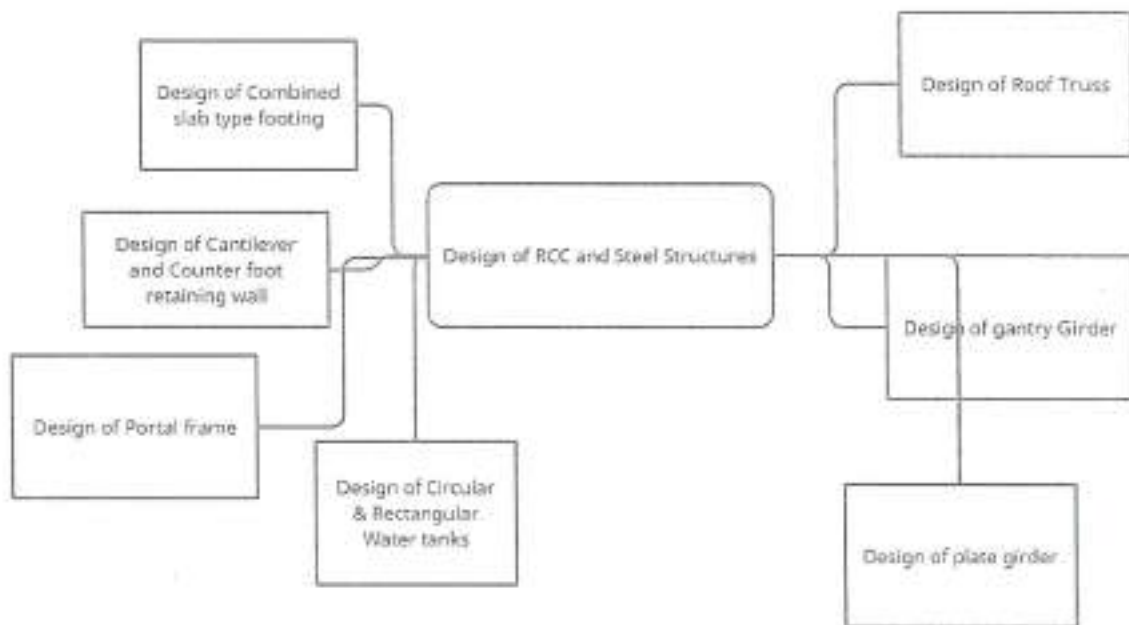 Design of Combined
slab type footing
Design of Roof Truss
Design of Cantilever
and Counter foot
retaining wall
Design of RCC and Steel Structures
Design of gantry Girder
Design of Portal frame
Design of Circular
& Rectangular
Water tanks
Design of plate girder